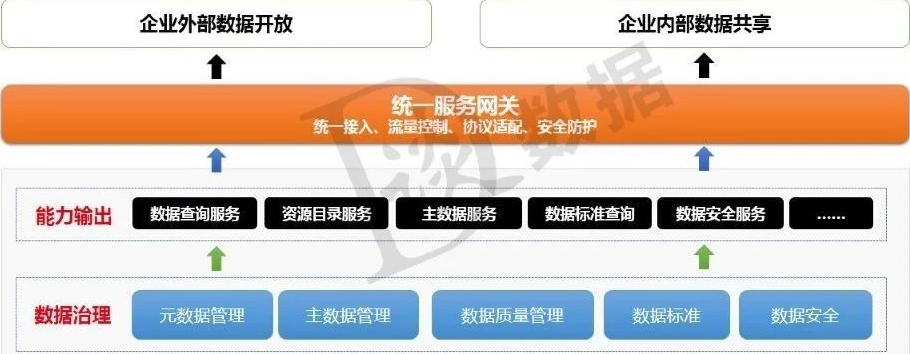 企业外部数据开放
企业内部数据共享
统一服务网关
统一接入、流量控制、协议适配、安全防护
能力输出
数据查询服务
资源目录服务
主数据服务
数据标准查询
数据安全服务
......
数据治理
元数据管理
主数据管理
数据质量管理
数据标准
数据安全
谈数据